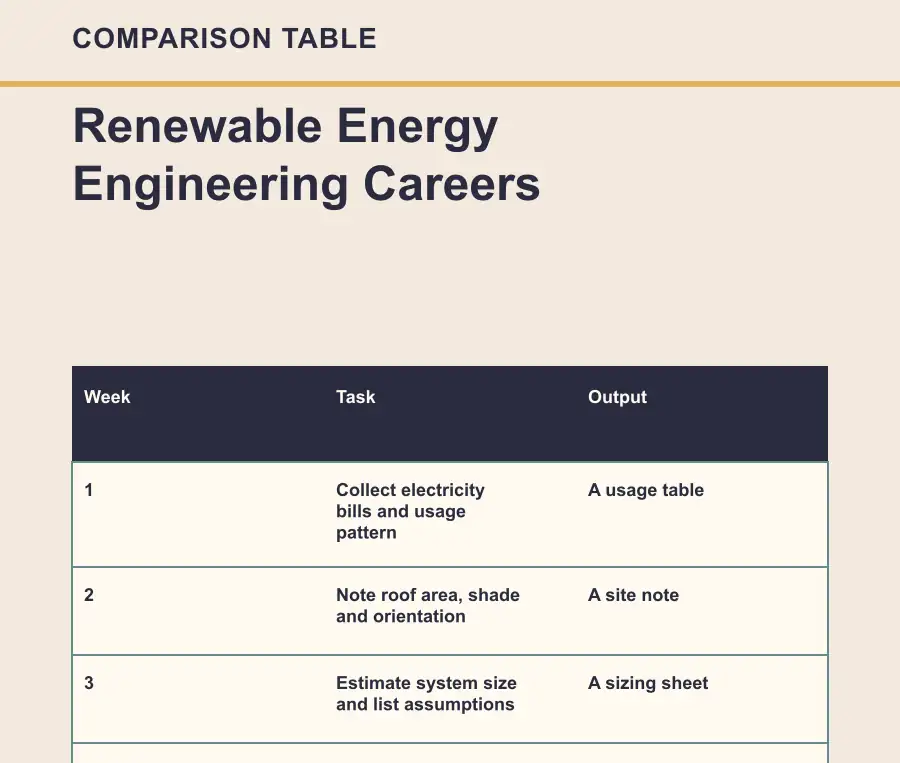 COMPARISON TABLE
Renewable Energy
Engineering Careers
Week Task Output
1 Collect electricity A usage table
bills and usage
pattern
2 Note roof area, shade A site note
and orientation
3 Estimate system size A sizing sheet
and list assumptions